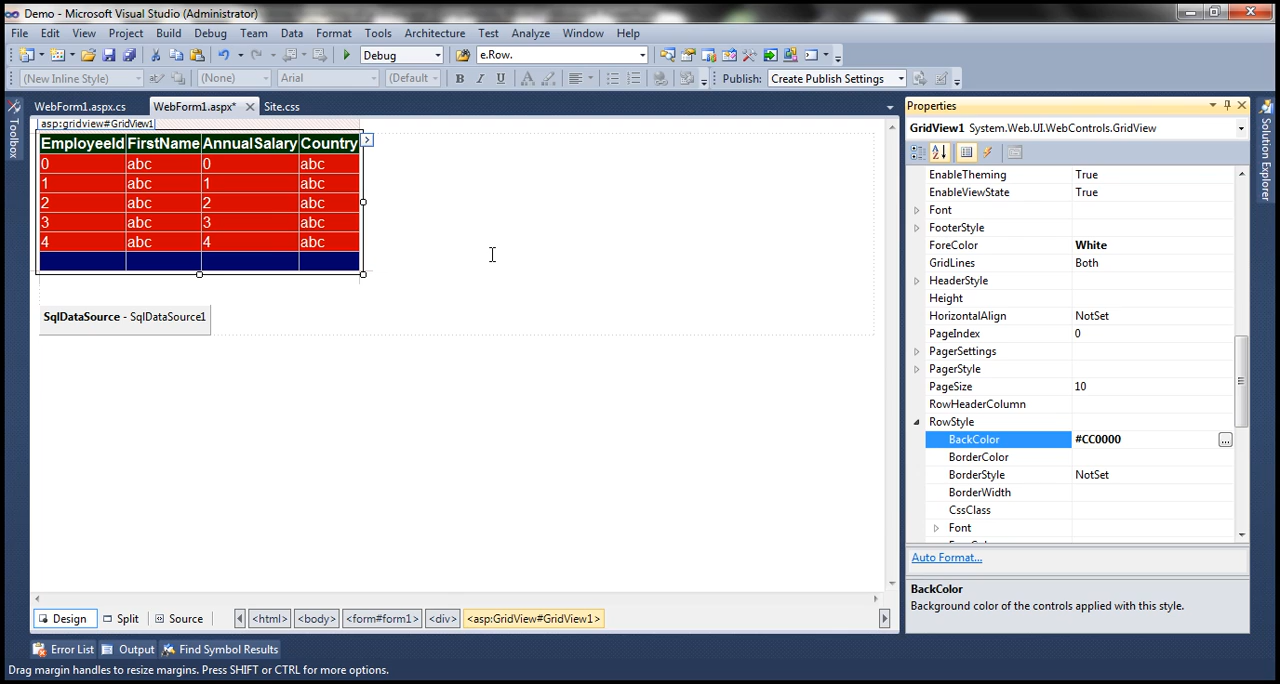 Demo - Microsoft Visual Studio (Administrator)
File Edit View Project Build Debug Team Data Format Tools Architecture Test Analyze Window Help
Debug e.Row.
(New Inline Style) (None) Arial (Default B I U A Publish: Create Publish Settings
WebForm1.aspx.cs WebForm1.aspx* Site.css
Toolbox
asp:gridview#GridView1
EmployeeId FirstName AnnualSalary Country
0 abc 0 abc
1 abc 1 abc
2 abc 2 abc
3 abc 3 abc
4 abc 4 abc
SqlDataSource - SqlDataSource1
Design Split Source <html> <body> <form#form1> <div> <asp:GridView#GridView1>
Properties
GridView1 System.Web.UI.WebControls.GridView
EnableTheming True
EnableViewState True
Font
FooterStyle
ForeColor White
GridLines Both
HeaderStyle
Height
HorizontalAlign NotSet
PageIndex 0
PagerSettings
PagerStyle
PageSize 10
RowHeaderColumn
RowStyle
BackColor #CC0000 ...
BorderColor
BorderStyle NotSet
BorderWidth
CssClass
Font
Auto Format...
BackColor
Background color of the controls applied with this style.
Solution Explorer
Error List Output Find Symbol Results
Drag margin handles to resize margins. Press SHIFT or CTRL for more options.